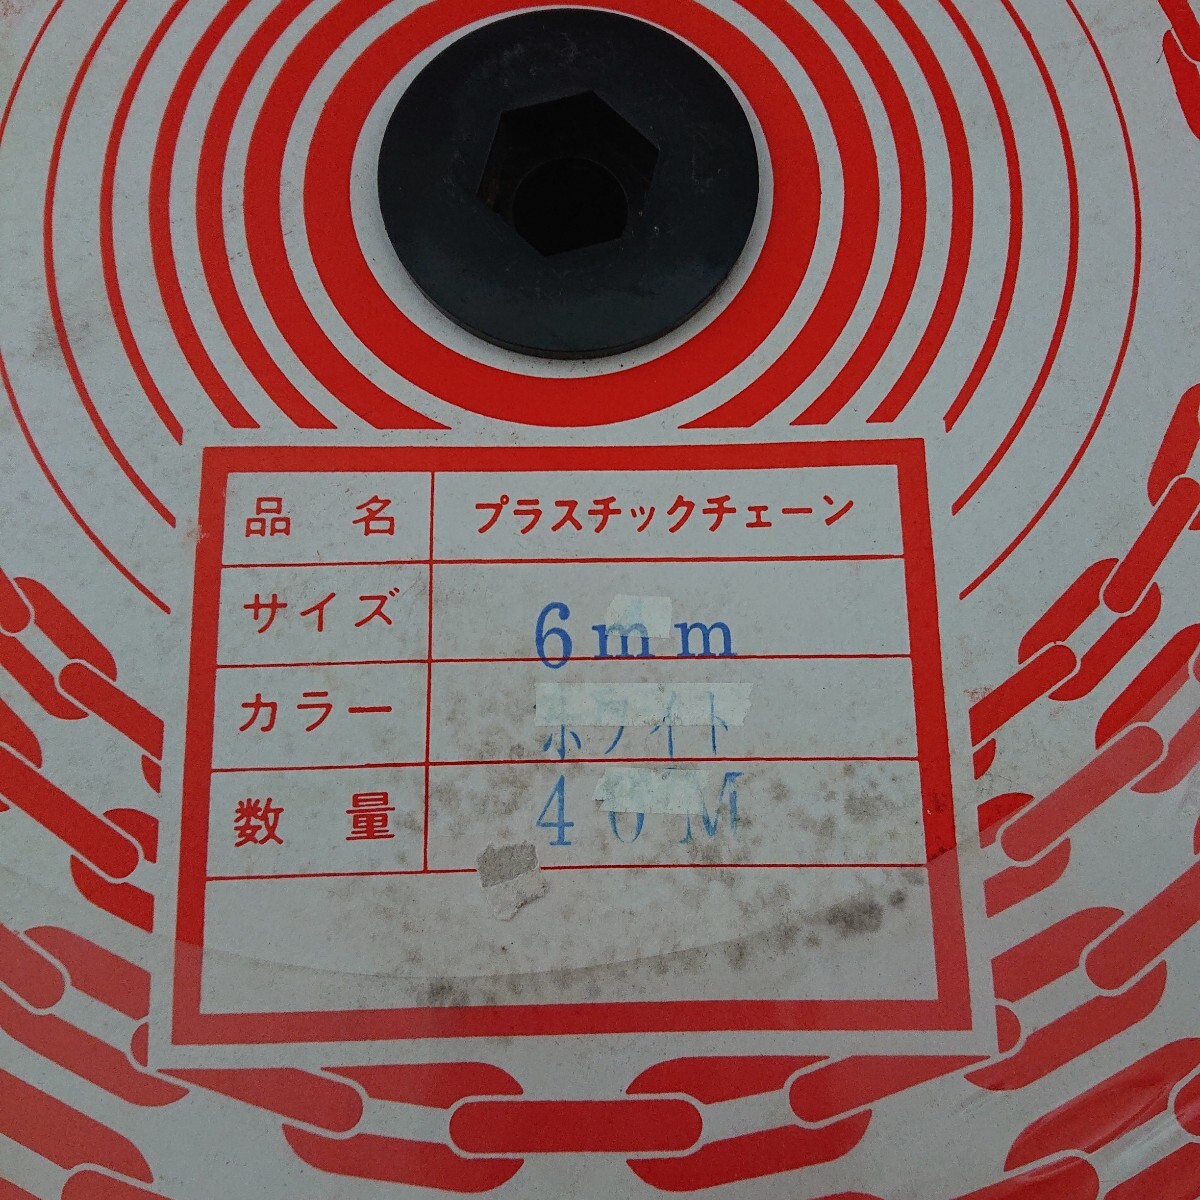 品 名 プラスチックチェーン
サイズ 6mm
カラー ホワイト
数 量 40M